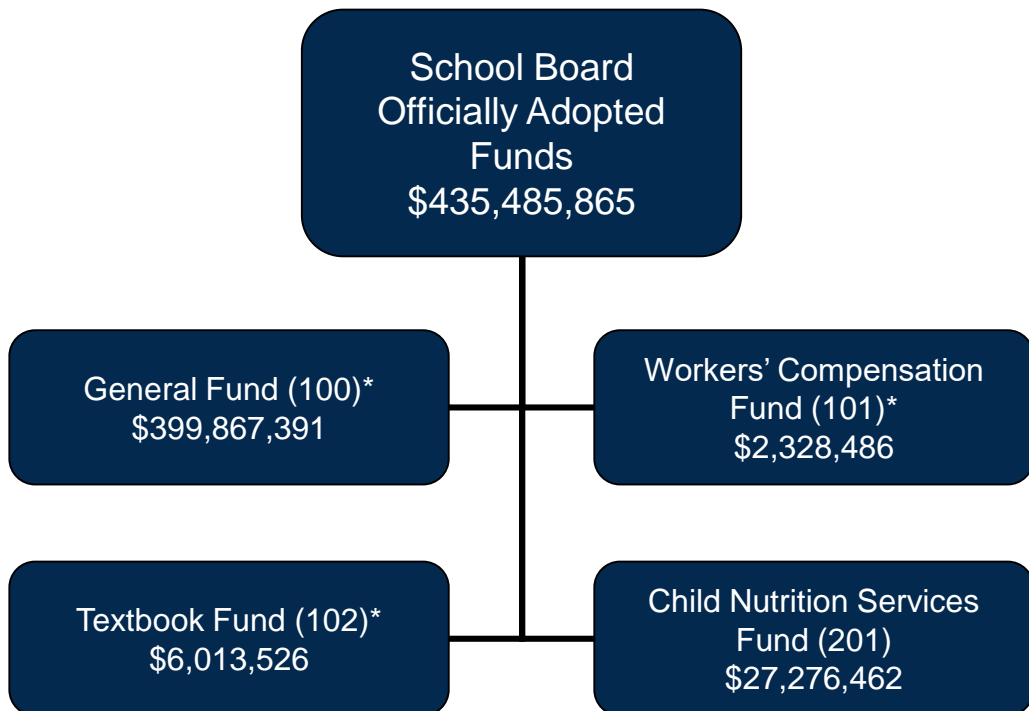 School Board
Officially Adopted
Funds
$435,485,865
General Fund (100)*
$399,867,391
Workers’ Compensation
Fund (101)*
$2,328,486
Textbook Fund (102)*
$6,013,526
Child Nutrition Services
Fund (201)
$27,276,462